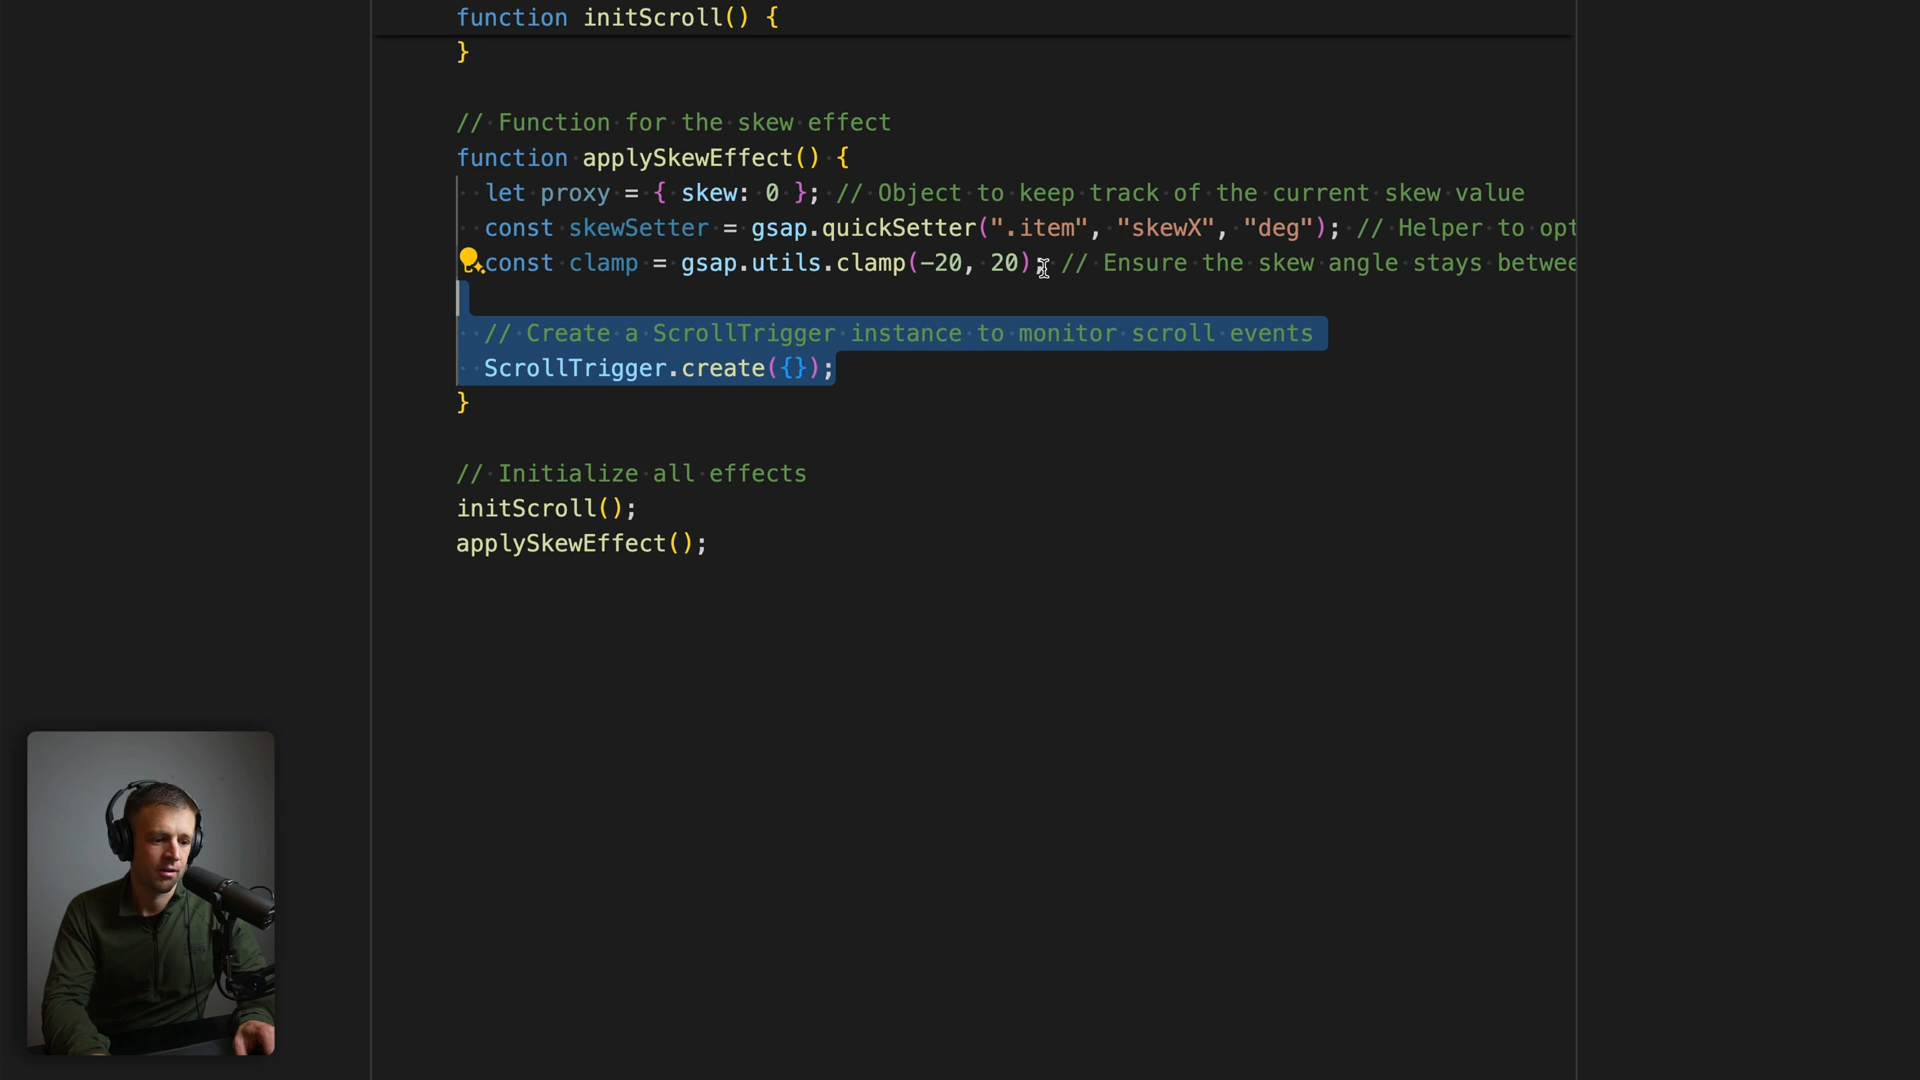 function initScroll() {
}
// Function for the skew effect
function applySkewEffect() {
let proxy = { skew: 0 }; // Object to keep track of the current skew value
const skewSetter = gsap.quickSetter(".item", "skewX", "deg"); // Helper to opt
const clamp = gsap.utils.clamp(-20, 20); // Ensure the skew angle stays betwee
// Create a ScrollTrigger instance to monitor scroll events
ScrollTrigger.create({});
}
// Initialize all effects
initScroll();
applySkewEffect();